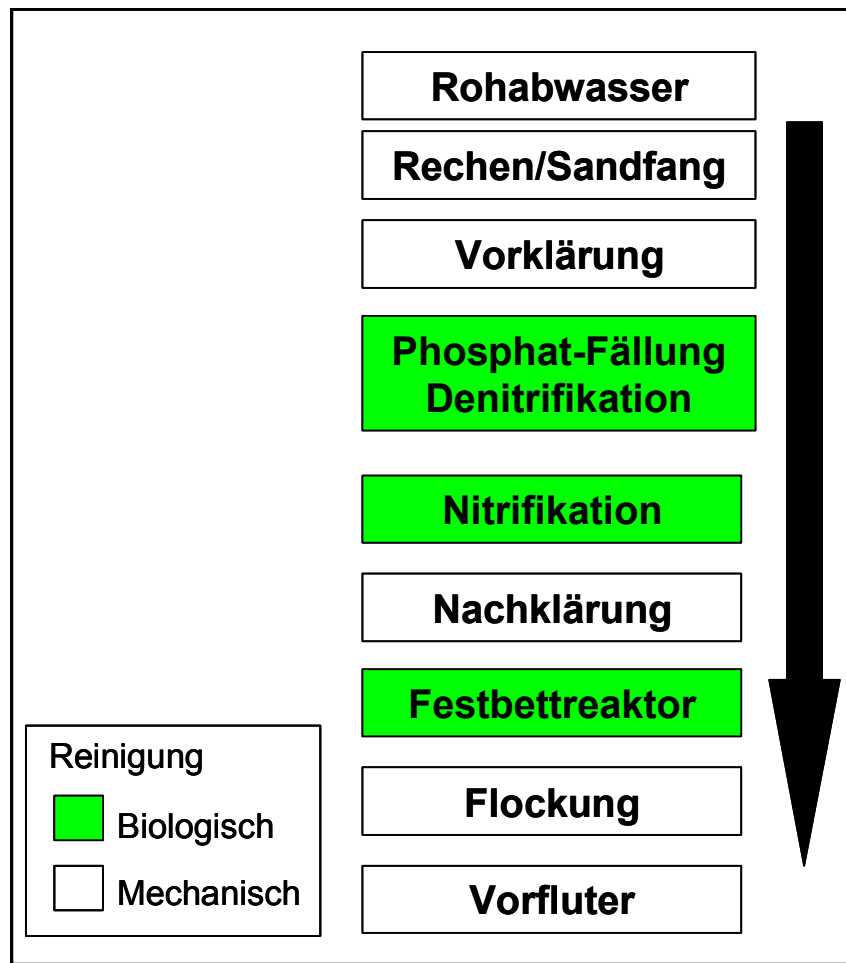 Rohabwasser
Rechen/Sandfang
Vorklärung
Phosphat-Fällung
Denitrifikation
Nitrifikation
Nachklärung
Festbettreaktor
Flockung
Vorfluter
Reinigung
Biologisch
Mechanisch